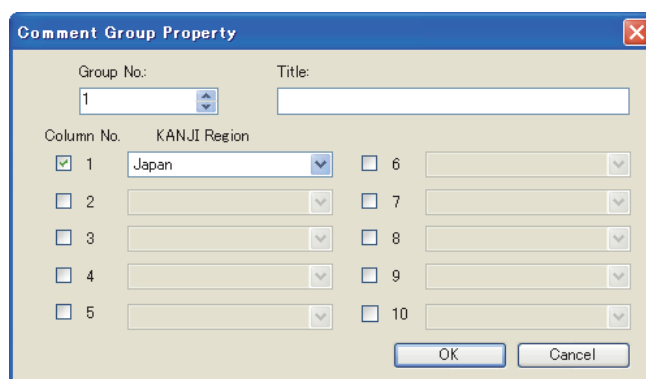 Comment Group Property
Group No.: Title:
1
Column No. KANJI Region
1 Japan 6
2 7
3 8
4 9
5 10
OK Cancel